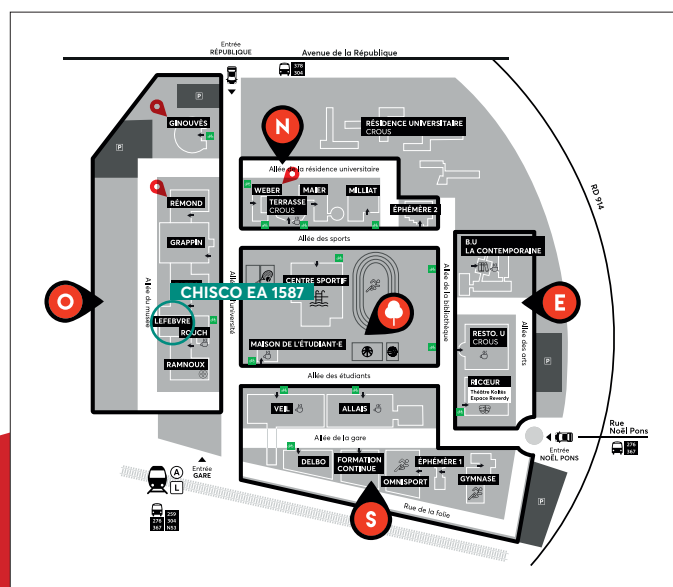 Entrée
RÉPUBLIQUE
Avenue de la République
378
304
P
GINOUVÈS
P
N
RÉSIDENCE UNIVERSITAIRE
CROUS
Allée de la résidence universitaire
WEBER
MAIER
MILLIAT
TERRASSE
CROUS
ÉPHÉMÈRE 2
RÉMOND
GRAPPIN
Allée des sports
RD 914
B.U
LA CONTEMPORAINE
CENTRE SPORTIF
Allée du musée
Allée de l'université
Allée de la bibliothèque
CHISCO EA 1587
O
E
LEFEBVRE
ROUCH
RAMNOUX
MAISON DE L'ÉTUDIANT·E
RESTO. U
CROUS
Allée des arts
P
Allée des étudiants
RICŒUR
Théâtre Koltès
Espace Reverdy
VEIL
ALLAIS
Allée de la gare
Rue
Noël Pons
276
367
Entrée
NOËL PONS
DELBO
FORMATION
CONTINUE
ÉPHÉMÈRE 1
OMNISPORT
GYMNASE
Entrée
GARE
A
L
P
S
Rue de la folie
276
367
259
304
N53